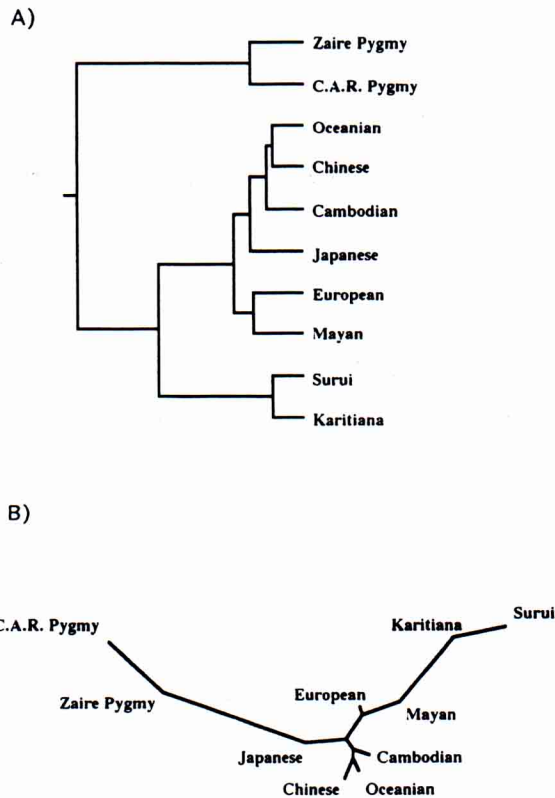 A)
Zaire Pygmy
C.A.R. Pygmy
Oceanian
Chinese
Cambodian
Japanese
European
Mayan
Surui
Karitiana
B)
C.A.R. Pygmy
Karitiana
Surui
Zaire Pygmy
European
Mayan
Japanese
Cambodian
Chinese
Oceanian